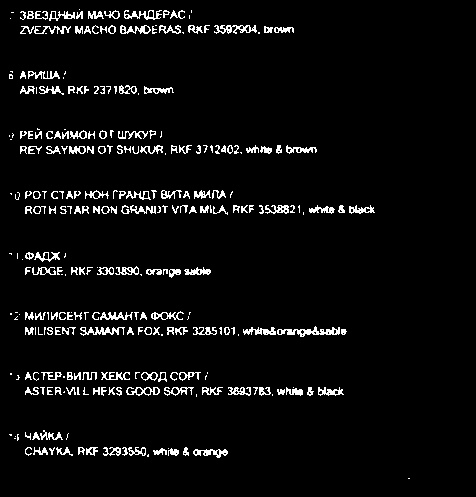 7. ЗВЕЗДНЫЙ МАЧО БАНДЕРАС /
ZVEZVNY MACHO BANDERAS, RKF 3592904, brown
8. АРИША /
ARISHA, RKF 2371820, brown
9. РЕЙ САЙМОН ОТ ШУКУР /
REY SAYMON OT SHUKUR, RKF 3712402, white & brown
10. РОТ СТАР НОН ГРАНДТ ВИТА МИЛА /
ROTH STAR NON GRANDT VITA MILA, RKF 3538821, white & black
11. ФАДЖ /
FUDGE, RKF 3303890, orange sable
12. МИЛИСЕНТ САМАНТА ФОКС /
MILISENT SAMANTA FOX, RKF 3285101, white&orange&sable
13. АСТЕР-ВИЛЛ ХЕКС ГООД СОРТ /
ASTER-VILL HEKS GOOD SORT, RKF 3693763, white & black
14. ЧАЙКА /
CHAYKA, RKF 3293550, white & orange